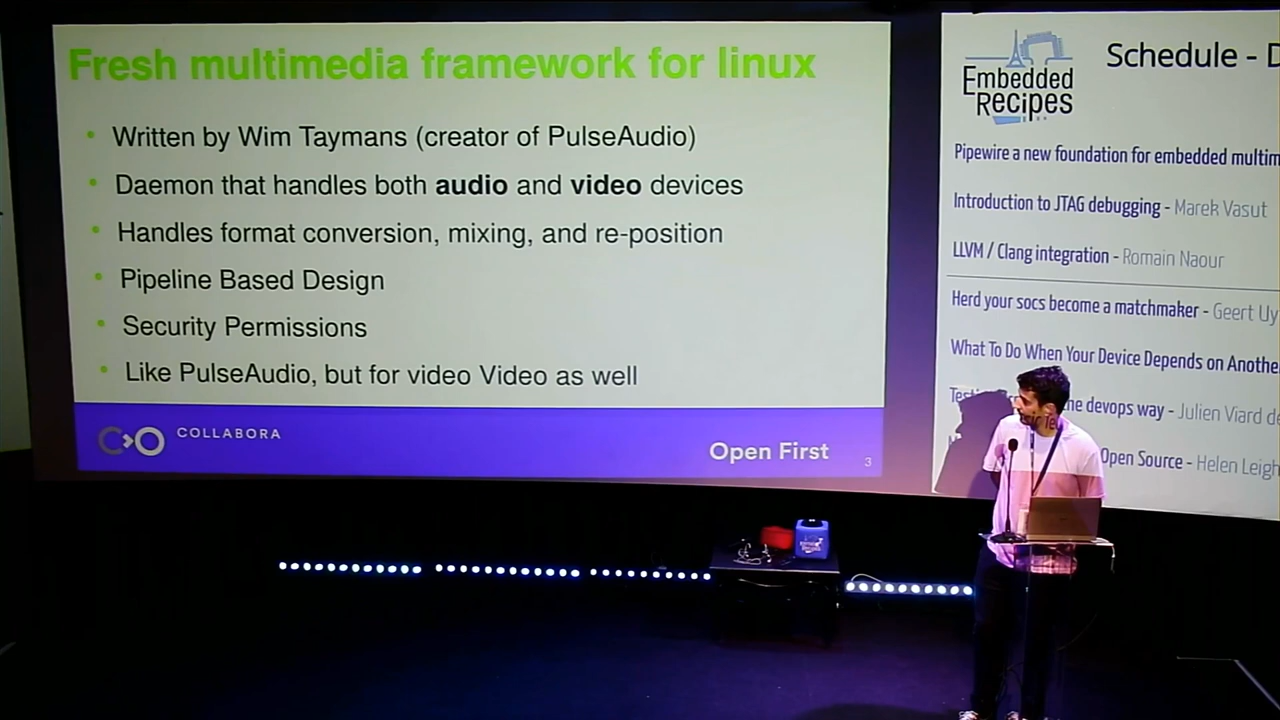 Fresh multimedia framework for linux
• Written by Wim Taymans (creator of PulseAudio)
• Daemon that handles both audio and video devices
• Handles format conversion, mixing, and re-position
• Pipeline Based Design
• Security Permissions
• Like PulseAudio, but for video Video as well
COLLABORA
Open First
3
Embedded
Recipes
Schedule - D
Pipewire a new foundation for embedded multim
Introduction to JTAG debugging - Marek Vasut
LLVM / Clang integration - Romain Naour
Herd your socs become a matchmaker - Geert Uy
What To Do When Your Device Depends on Anothe
the devops way - Julien Viard de
Open Source - Helen Leigh